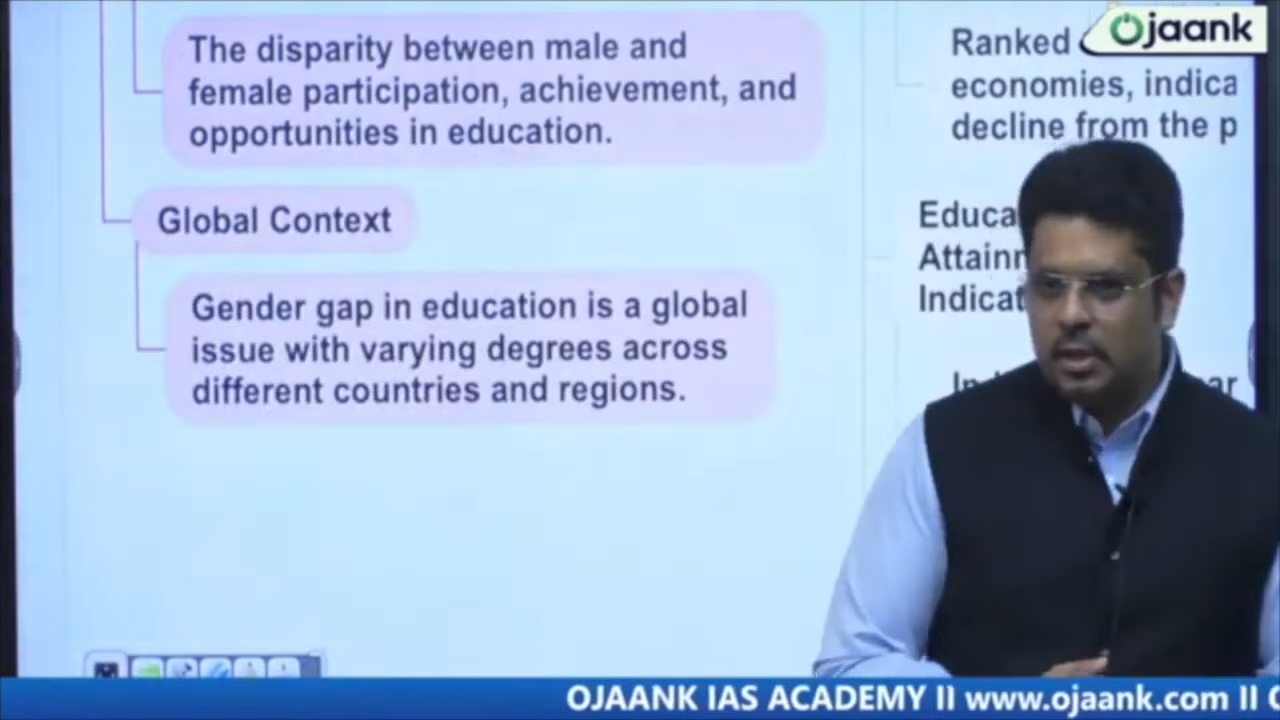 The disparity between male and
female participation, achievement, and
opportunities in education.
Global Context
Gender gap in education is a global
issue with varying degrees across
different countries and regions.
Ojaank
Ranked
economies, indica
decline from the p
Educa
Attain
Indicat
OJAANK IAS ACADEMY II www.ojaank.com II